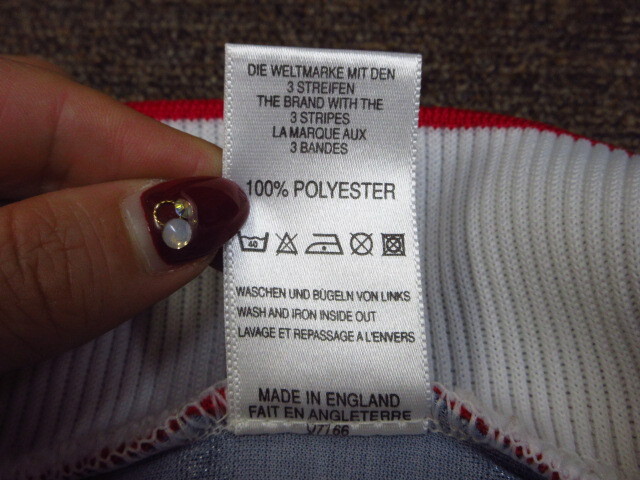 DIE WELTMARKE MIT DEN
3 STREIFEN
THE BRAND WITH THE
3 STRIPES
LA MARQUE AUX
3 BANDES
100% POLYESTER
40
WASCHEN UND BÜGELN VON LINKS
WASH AND IRON INSIDE OUT
LAVAGE ET REPASSAGE A L'ENVERS
MADE IN ENGLAND
FAIT EN ANGLETERRE